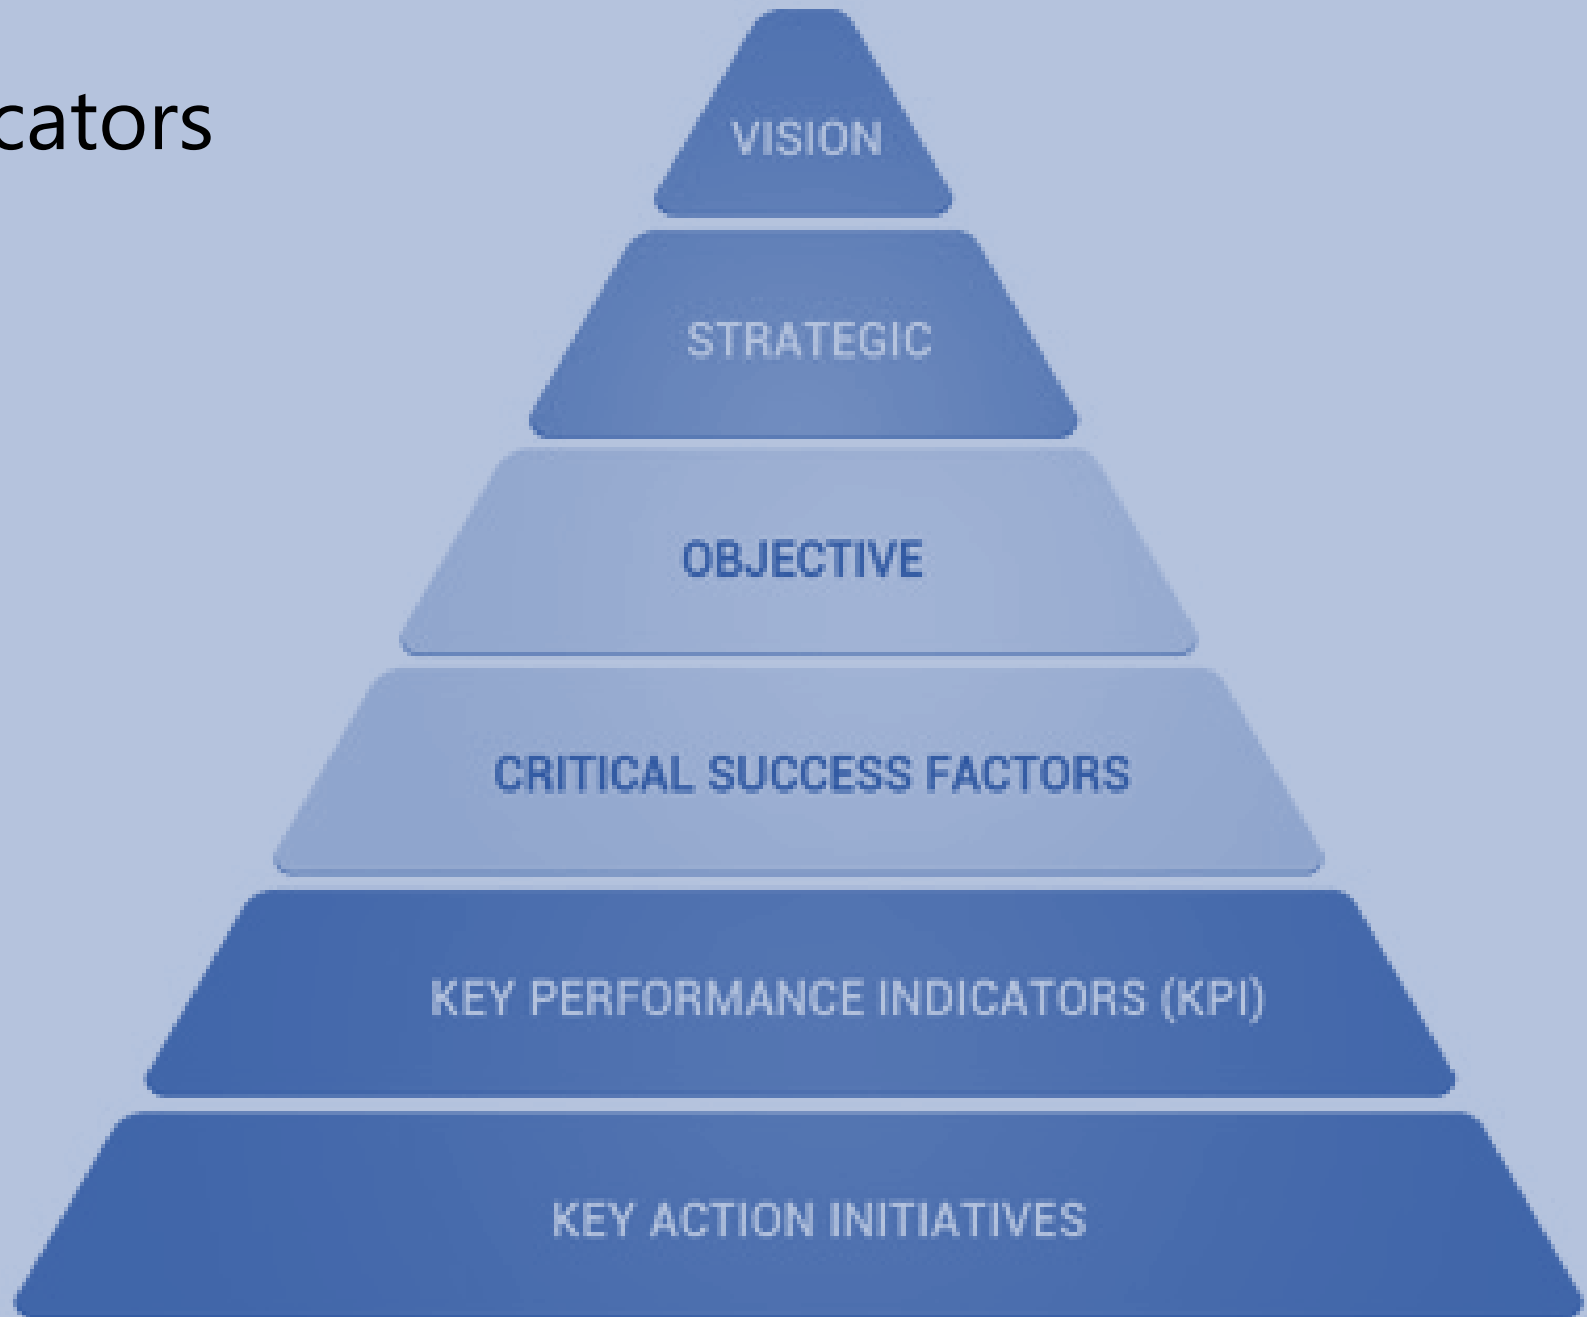 cators
VISION
STRATEGIC
OBJECTIVE
CRITICAL SUCCESS FACTORS
KEY PERFORMANCE INDICATORS (KPI)
KEY ACTION INITIATIVES